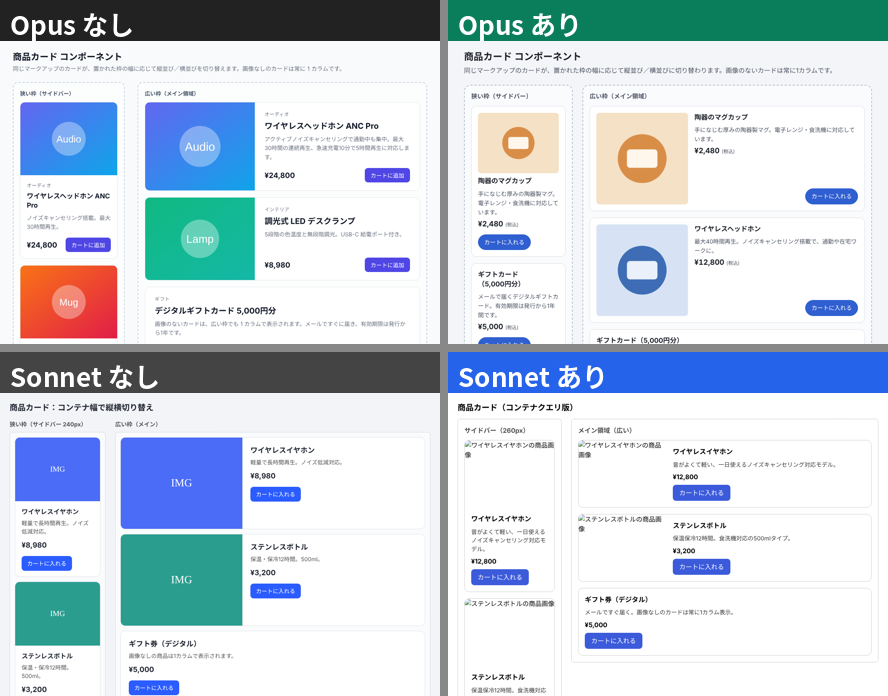 Opus なし
商品カード コンポーネント
同じマークアップのカードが、置かれた枠の幅に応じて縦並び／横並びを切り替えます。画像なしのカードは常に1カラムです。
狭い枠（サイドバー）
Audio
オーディオ
ワイヤレスヘッドホン ANC
Pro
ノイズキャンセリング搭載。最大
30時間再生。
¥24,800
カートに追加
Mug
広い枠（メイン領域）
Audio
オーディオ
ワイヤレスヘッドホン ANC Pro
アクティブノイズキャンセリングで通勤中も集中。最大
30時間の連続再生、急速充電10分で5時間再生に対応しま
す。
¥24,800
カートに追加
Lamp
インテリア
調光式 LED デスクランプ
5段階の色温度と無段階調光。USB-C 給電ポート付き。
¥8,980
カートに追加
ギフト
デジタルギフトカード 5,000円分
画像のないカードは、広い枠でも 1 カラムで表示されます。メールですぐに届き、有効期限は発行か
ら1年です。
Opus あり
商品カード コンポーネント
同じマークアップのカードが、置かれた枠の幅に応じて縦並び／横並びに切り替わります。画像のないカードは常に1カラムです。
狭い枠（サイドバー）
陶器のマグカップ
手になじむ厚みの陶器製マグ。
電子レンジ・食洗機に対応して
います。
¥2,480 (税込)
カートに入れる
ギフトカード
（5,000円分）
メールで届くデジタルギフトカ
ード。有効期限は発行から1年
間です。
¥5,000 (税込)
カートに入れる
広い枠（メイン領域）
陶器のマグカップ
手になじむ厚みの陶器製マグ。電子レンジ・食洗機に対応して
います。
¥2,480 (税込)
カートに入れる
ワイヤレスヘッドホン
最大40時間再生。ノイズキャンセリング搭載で、通勤や在宅ワ
ークに。
¥12,800 (税込)
カートに入れる
ギフトカード（5,000円分）
Sonnet なし
商品カード：コンテナ幅で縦横切り替え
狭い枠（サイドバー 240px）
IMG
ワイヤレスイヤホン
軽量で長時間再生。ノイズ
低減対応。
¥8,980
カートに入れる
IMG
ステンレスボトル
保温・保冷12時間。
500ml。
¥3,200
広い枠（メイン）
IMG
ワイヤレスイヤホン
軽量で長時間再生。ノイズ低減対応。
¥8,980
カートに入れる
IMG
ステンレスボトル
保温・保冷12時間。500ml。
¥3,200
カートに入れる
ギフト券（デジタル）
画像なしの商品は1カラムで表示されます。
¥5,000
カートに入れる
Sonnet あり
商品カード（コンテナクエリ版）
サイドバー（260px）
ワイヤレスイヤホンの商品画
像
ワイヤレスイヤホン
音がよくて軽い、一日使える
ノイズキャンセリング対応モ
デル。
¥12,800
カートに入れる
ステンレスボトルの商品画像
ステンレスボトル
保温保冷12時間。食洗機対応
メイン領域（広い）
ワイヤレスイヤホンの商品
画像
ワイヤレスイヤホン
音がよくて軽い、一日使えるノイズキャンセリング対応モデル。
¥12,800
カートに入れる
ステンレスボトルの商品画
像
ステンレスボトル
保温保冷12時間。食洗機対応の500mlタイプ。
¥3,200
カートに入れる
ギフト券（デジタル）
メールですぐ届く。画像なしのカードは常に1カラム表示。
¥5,000
カートに入れる